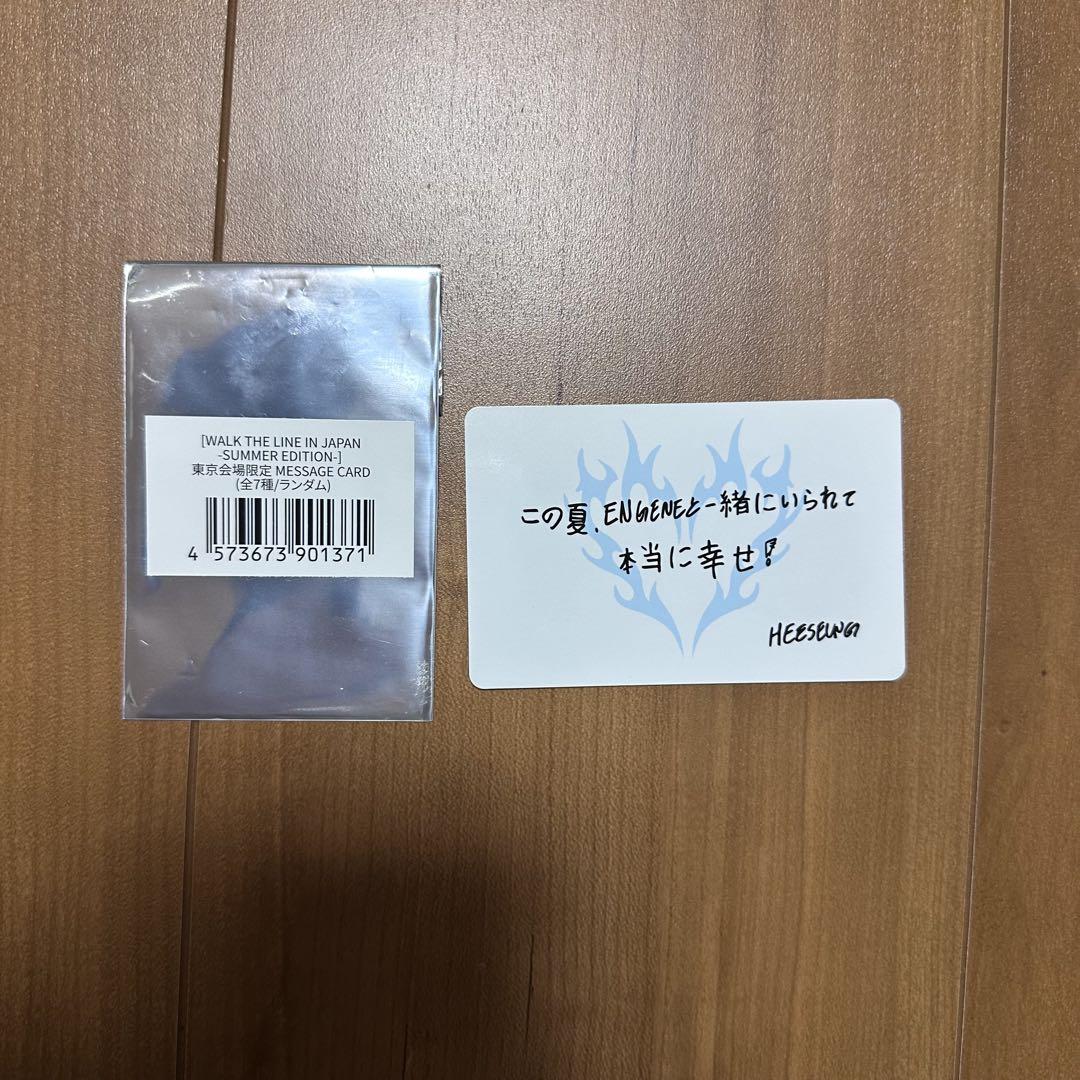 [WALK THE LINE IN JAPAN
-SUMMER EDITION-]
東京会場限定 MESSAGE CARD
(全7種/ランダム)
4 573673 901371
この夏、ENGENEと一緒にいられて
本当に幸せ!
HEESEUNG